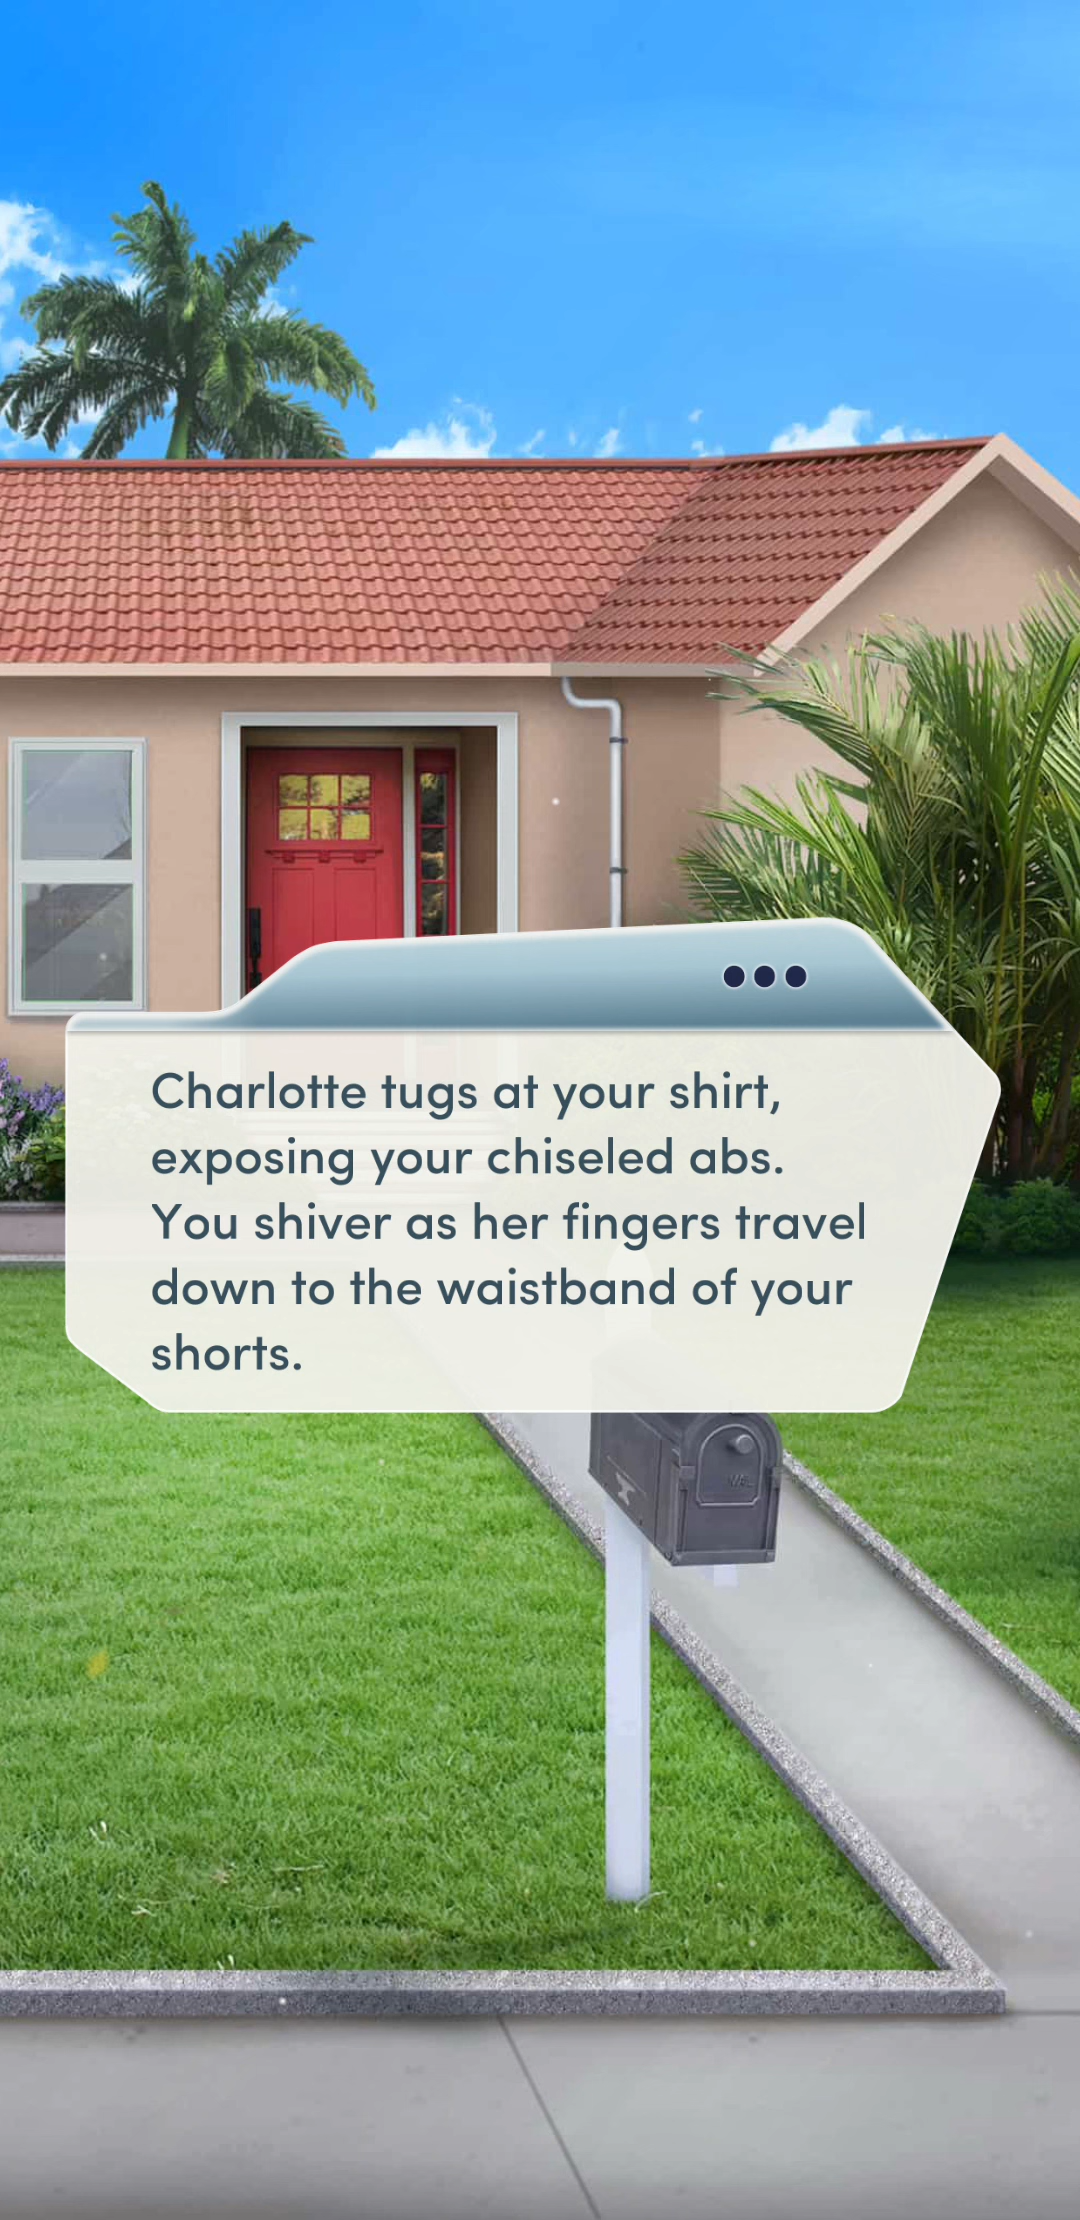 Charlotte tugs at your shirt,
exposing your chiseled abs.
You shiver as her fingers travel
down to the waistband of your
shorts.